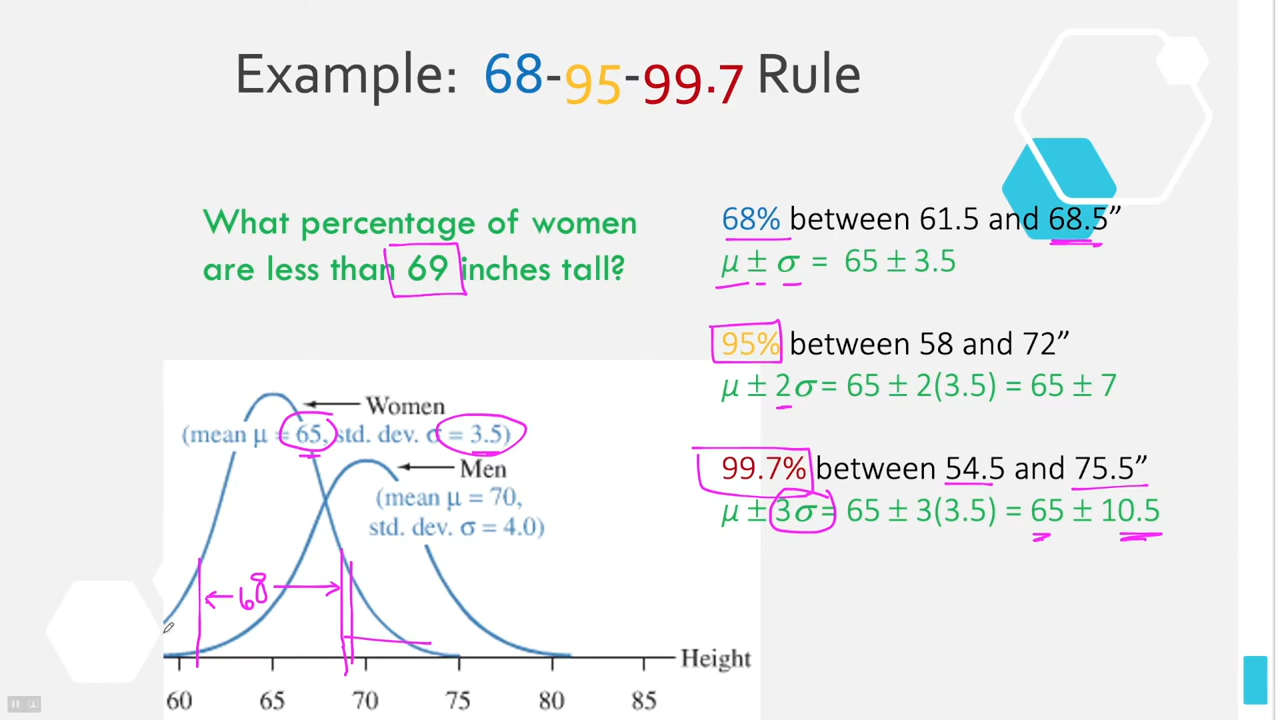 Example: 68-95-99.7 Rule
What percentage of women
are less than 69 inches tall?
68% between 61.5 and 68.5”
μ ± σ = 65 ± 3.5
95% between 58 and 72”
μ ± 2σ = 65 ± 2(3.5) = 65 ± 7
99.7% between 54.5 and 75.5”
μ ± 3σ = 65 ± 3(3.5) = 65 ± 10.5
Women
(mean μ = 65, std. dev. σ = 3.5)
Men
(mean μ = 70,
std. dev. σ = 4.0)
68
Height
60 65 70 75 80 85